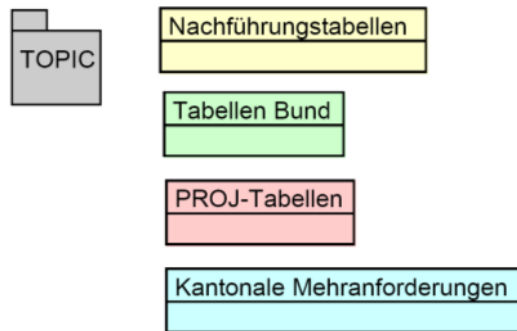 Nachführungstabellen
TOPIC
Tabellen Bund
PROJ-Tabellen
Kantonale Mehranforderungen